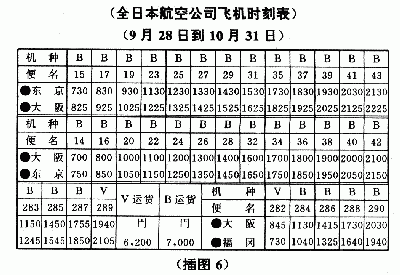 (全日本航空公司飞机时刻表)
(9月28日到10月31日)
机种 B B B B B B B B B B B B B
便名 15 17 19 23 25 27 29 31 35 37 39 41 43
●东京 730 830 930 1130 1230 1330 1430 1530 1730 1830 1930 2030 2130
●大阪 825 925 1025 1225 1325 1425 1525 1625 1825 1925 2025 2125 2225
机种 B B B B B B B B B B B B B
便名 14 16 20 22 24 26 28 32 34 36 38 40 42
●大阪 700 800 1000 1100 1200 1300 1400 1600 1700 1800 1900 2000 2100
●东京 750 850 1050 1150 1250 1350 1450 1650 1750 1850 1950 2050 2150
B B B V V运货 B运货 机种 V B B B B
283 285 287 289 便名 282 284 286 288 290
1150 1450 1755 1940 円 円 ●大阪 845 1130 1415 1730 2030
1245 1545 1850 2105 6.200 7.000 ●福冈 730 1040 1325 1640 1940
(插图6)